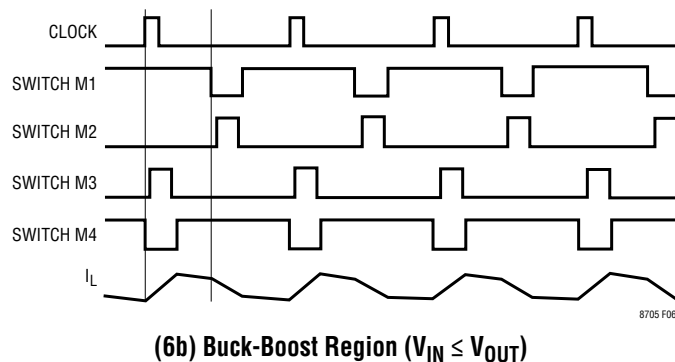 CLOCK
SWITCH M1
SWITCH M2
SWITCH M3
SWITCH M4
IL
8705 F06
(6b) Buck-Boost Region (VIN ≤ VOUT)